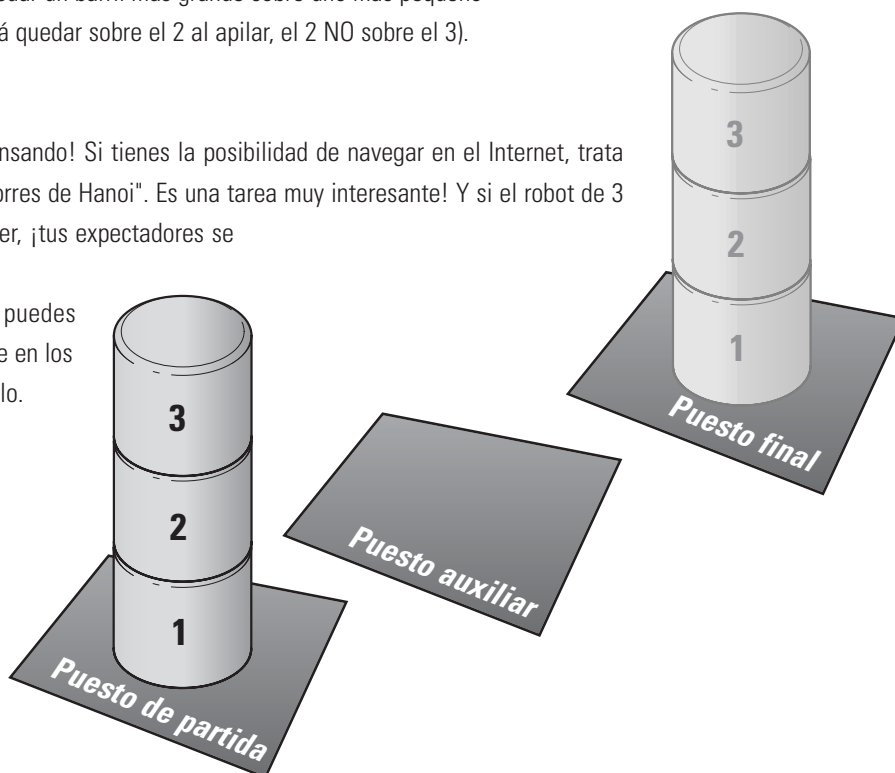 á quedar sobre el 2 al apilar, el 2 NO sobre el 3).
nsando! Si tienes la posibilidad de navegar en el Internet, trata
orres de Hanoi". Es una tarea muy interesante! Y si el robot de 3
er, ¡tus expectadores se
puedes
e en los
lo.
3
2
1
Puesto final
3
2
1
Puesto auxiliar
Puesto de partida